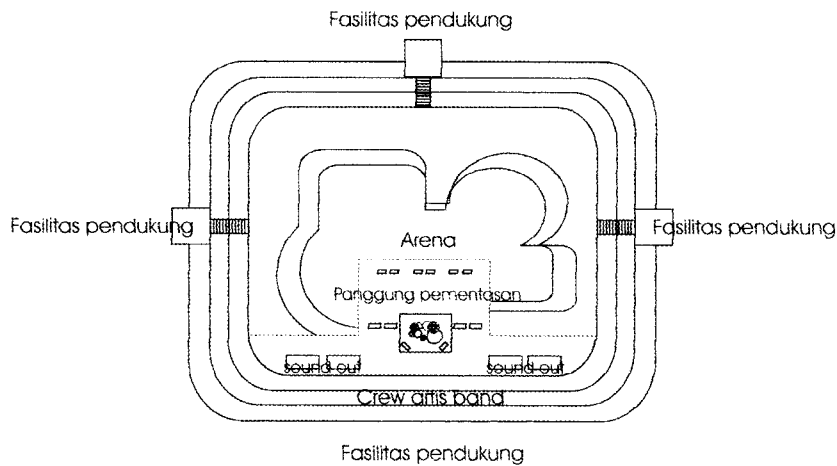 Fasilitas pendukung
Fasilitas pendukung
Fasilitas pendukung
Arena
Panggung pementasan
sound out
sound out
Crew artis band
Fasilitas pendukung